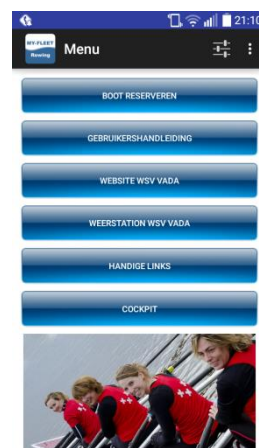 21:10
MY-FLEET
Rowing
Menu
BOOT RESERVEREN
GEBRUIKERSHANDLEIDING
WEBSITE WSV VADA
WEERSTATION WSV VADA
HANDIGE LINKS
COCKPIT